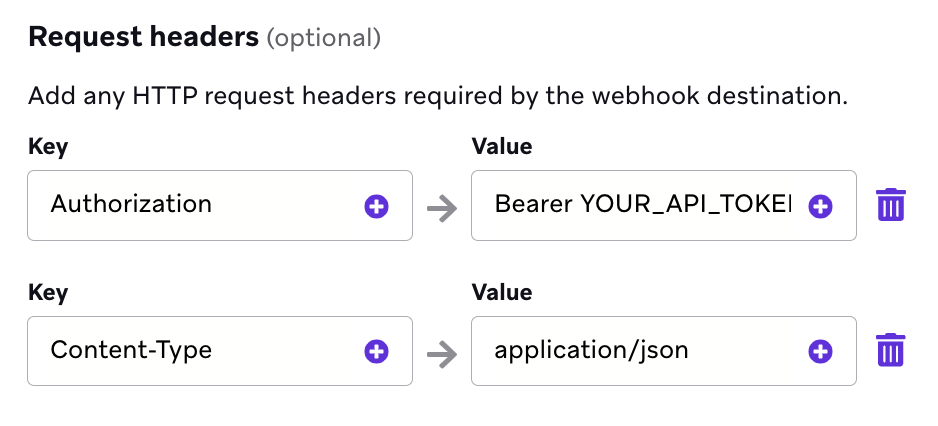 Request headers (optional)
Add any HTTP request headers required by the webhook destination.
Key Value
Authorization Bearer YOUR_API_TOKE
Key Value
Content-Type application/json